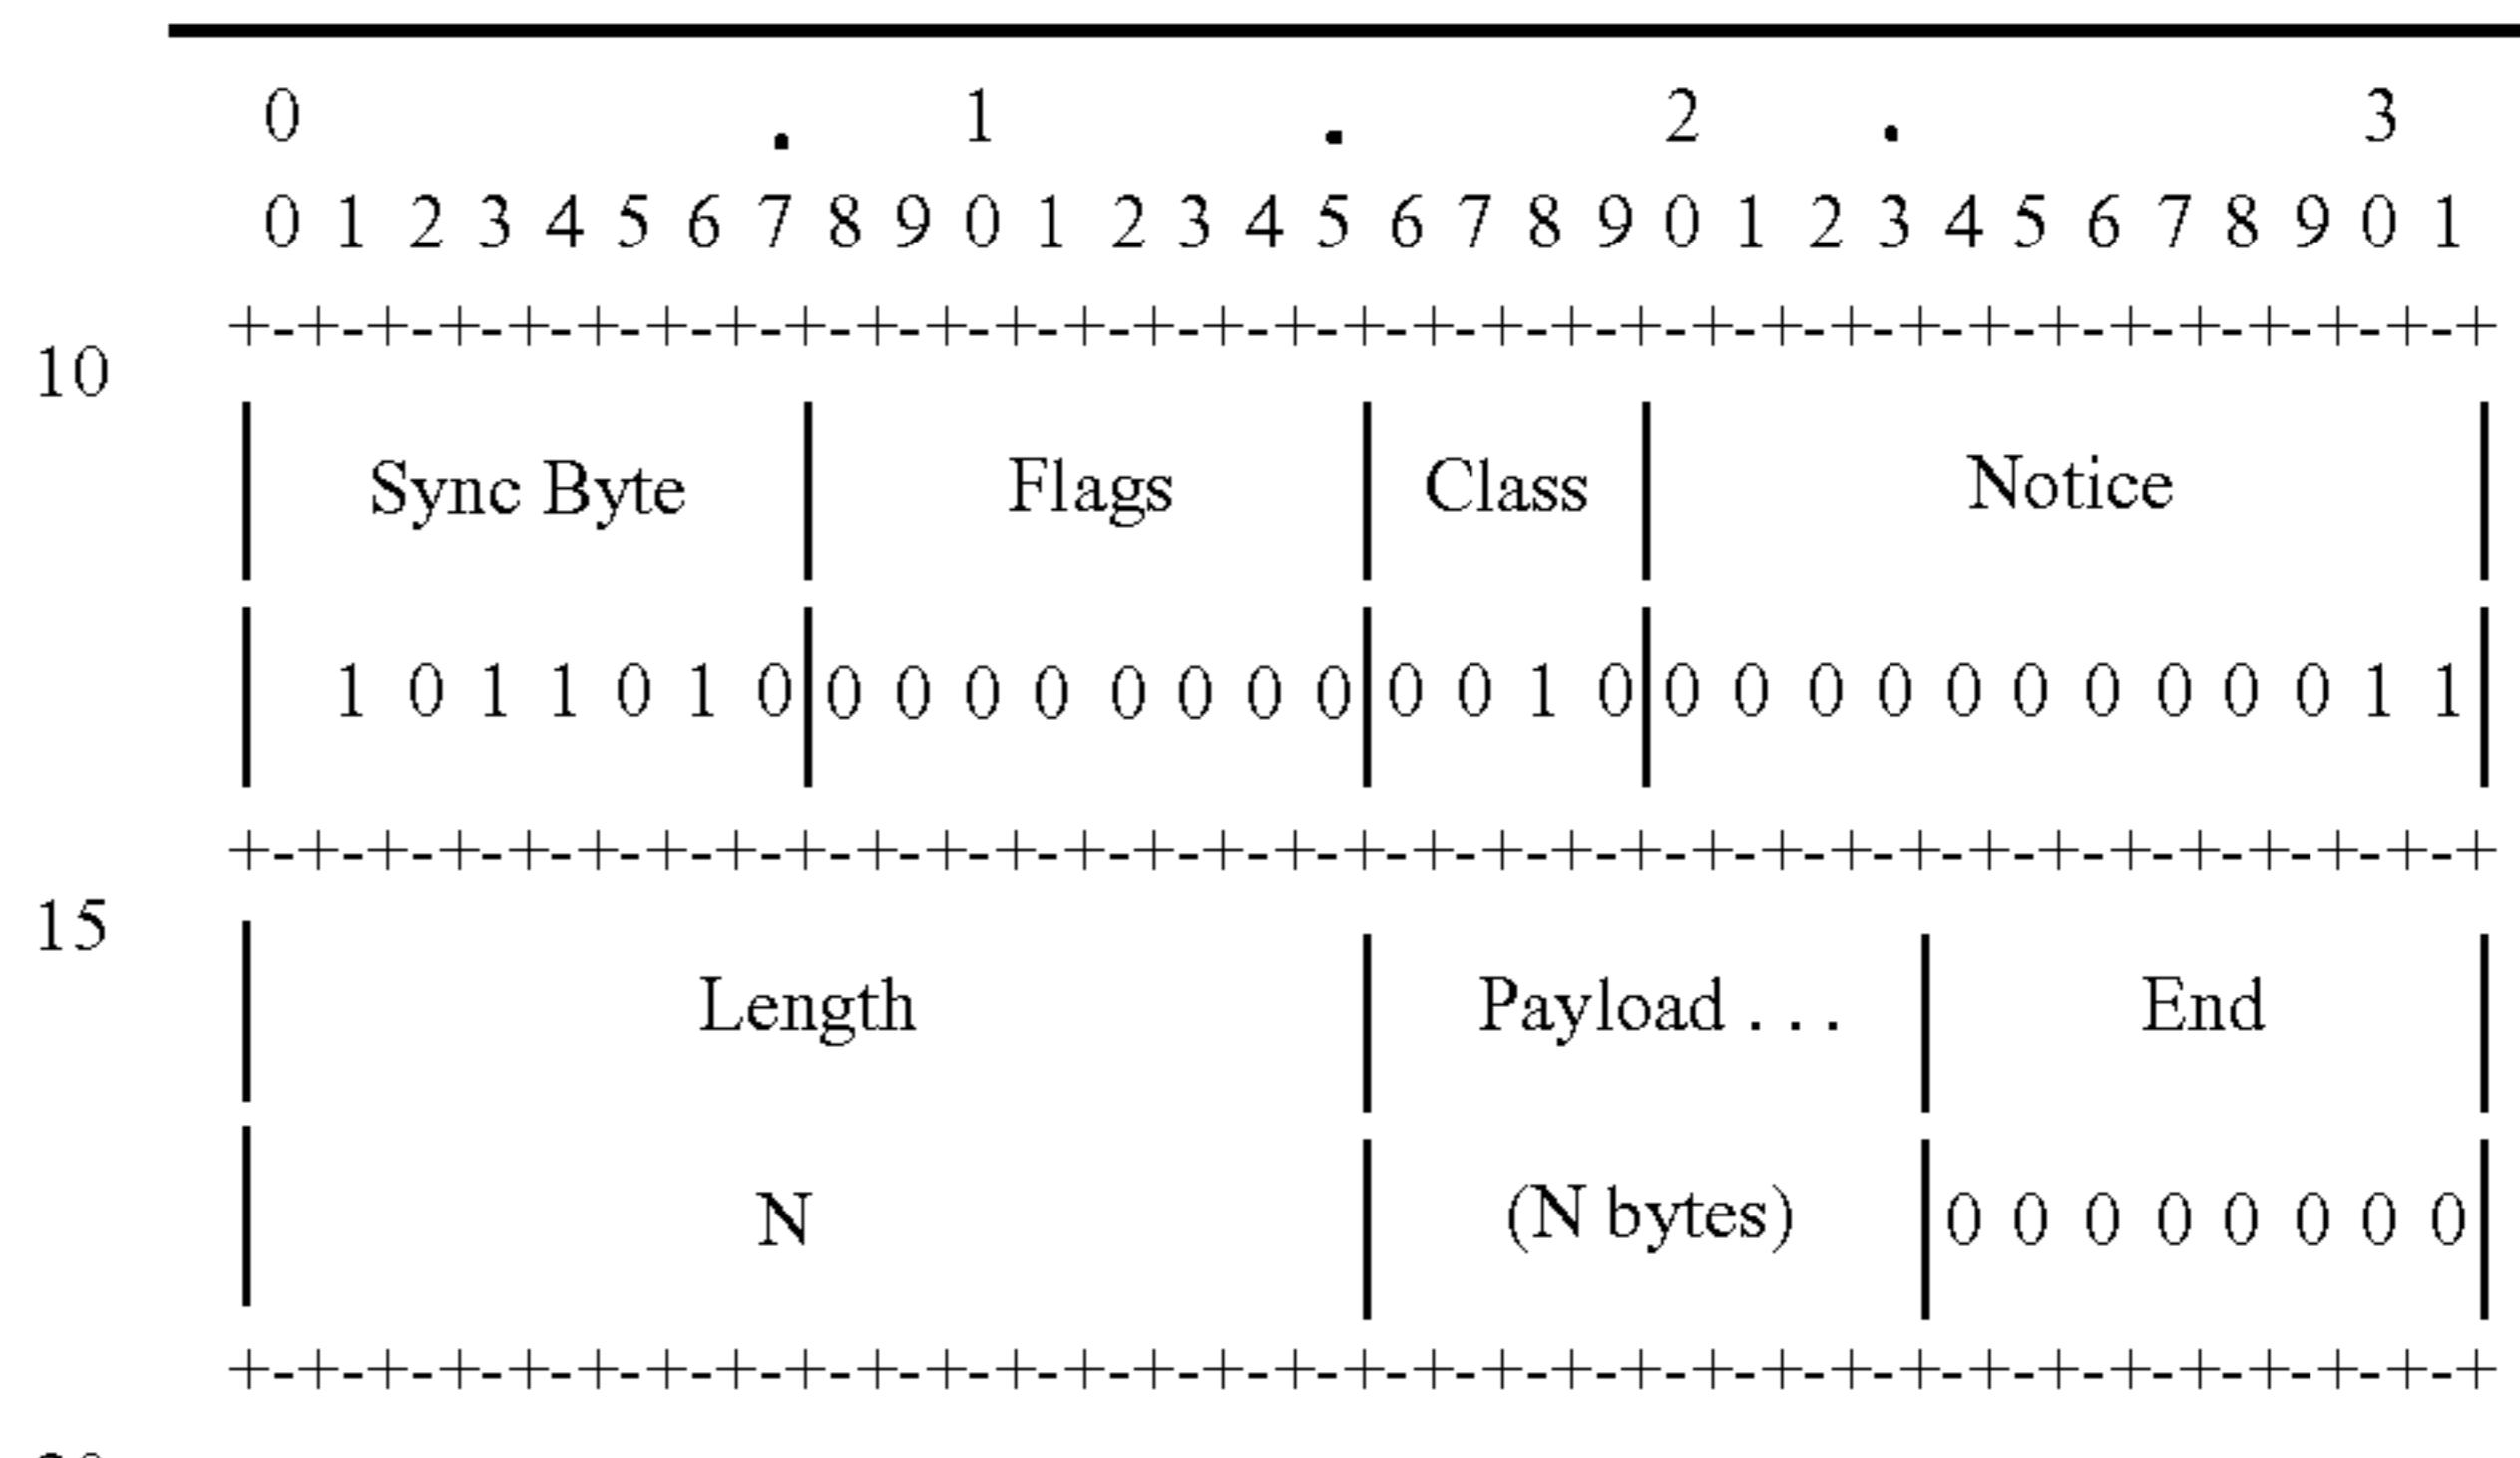 0 . 1 . 2 . 3
0 1 2 3 4 5 6 7 8 9 0 1 2 3 4 5 6 7 8 9 0 1 2 3 4 5 6 7 8 9 0 1
+-+-+-+-+-+-+-+-+-+-+-+-+-+-+-+-+-+-+-+-+-+-+-+-+-+-+-+-+-+-+-+-+
10
| Sync Byte | Flags | Class | Notice |
| 1 0 1 1 0 1 0|0 0 0 0 0 0 0 0|0 0 1 0|0 0 0 0 0 0 0 0 0 0 1 1|
+-+-+-+-+-+-+-+-+-+-+-+-+-+-+-+-+-+-+-+-+-+-+-+-+-+-+-+-+-+-+-+-+
15
| Length | Payload . . . | End |
| N | (N bytes) |0 0 0 0 0 0 0 0|
+-+-+-+-+-+-+-+-+-+-+-+-+-+-+-+-+-+-+-+-+-+-+-+-+-+-+-+-+-+-+-+-+